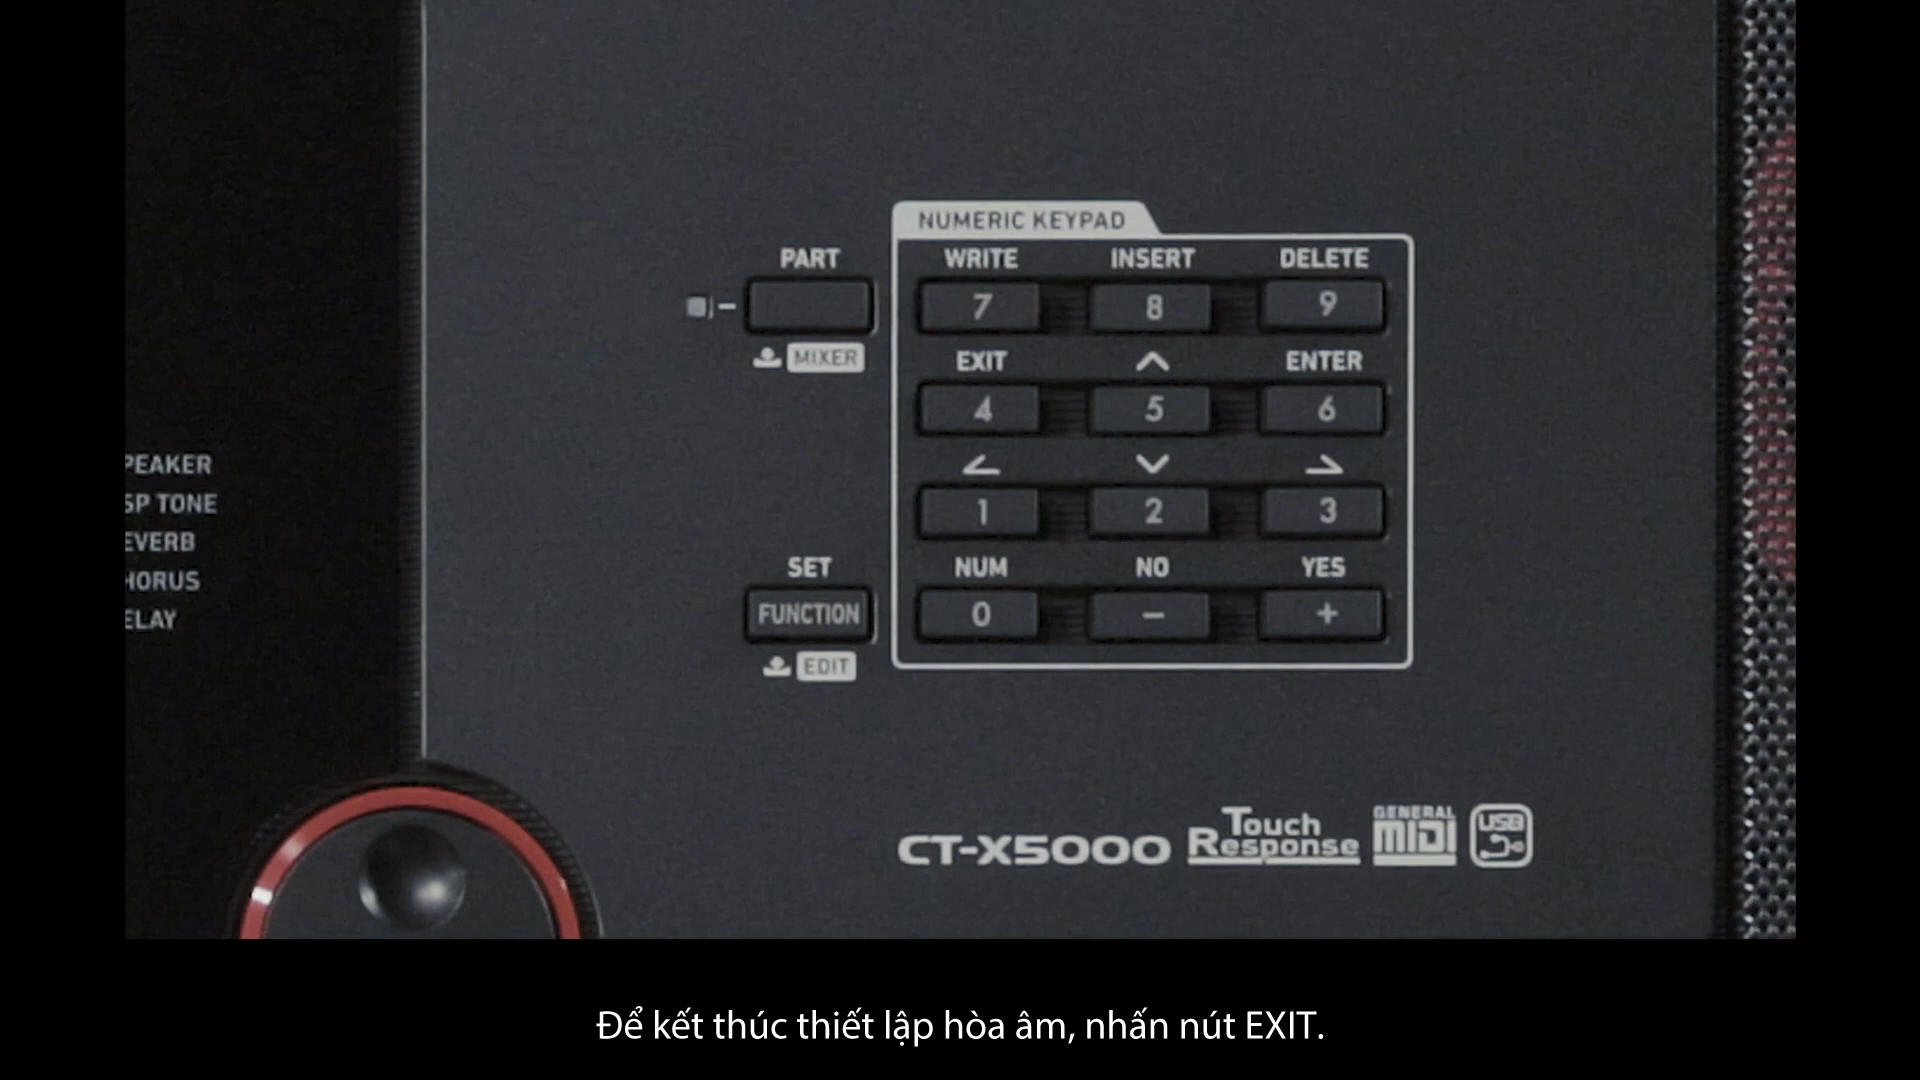 NUMERIC KEYPAD
PART WRITE INSERT DELETE
7 8 9
MIXER
EXIT ENTER
4 5 6
1 2 3
SET NUM NO YES
FUNCTION 0 – +
EDIT
PEAKER
SP TONE
EVERB
HORUS
ELAY
CT-X5000 Touch Response GENERAL MIDI USB
Để kết thúc thiết lập hòa âm, nhấn nút EXIT.